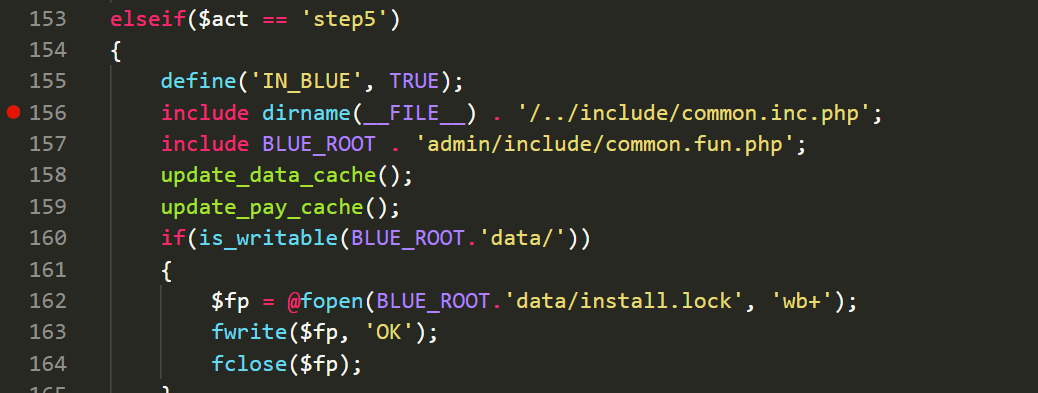 153 elseif($act == 'step5')
154 {
155 define('IN_BLUE', TRUE);
156 include dirname(__FILE__) . '/../include/common.inc.php';
157 include BLUE_ROOT . 'admin/include/common.fun.php';
158 update_data_cache();
159 update_pay_cache();
160 if(is_writable(BLUE_ROOT.'data/'))
161 {
162 $fp = @fopen(BLUE_ROOT.'data/install.lock', 'wb+');
163 fwrite($fp, 'OK');
164 fclose($fp);
165 }